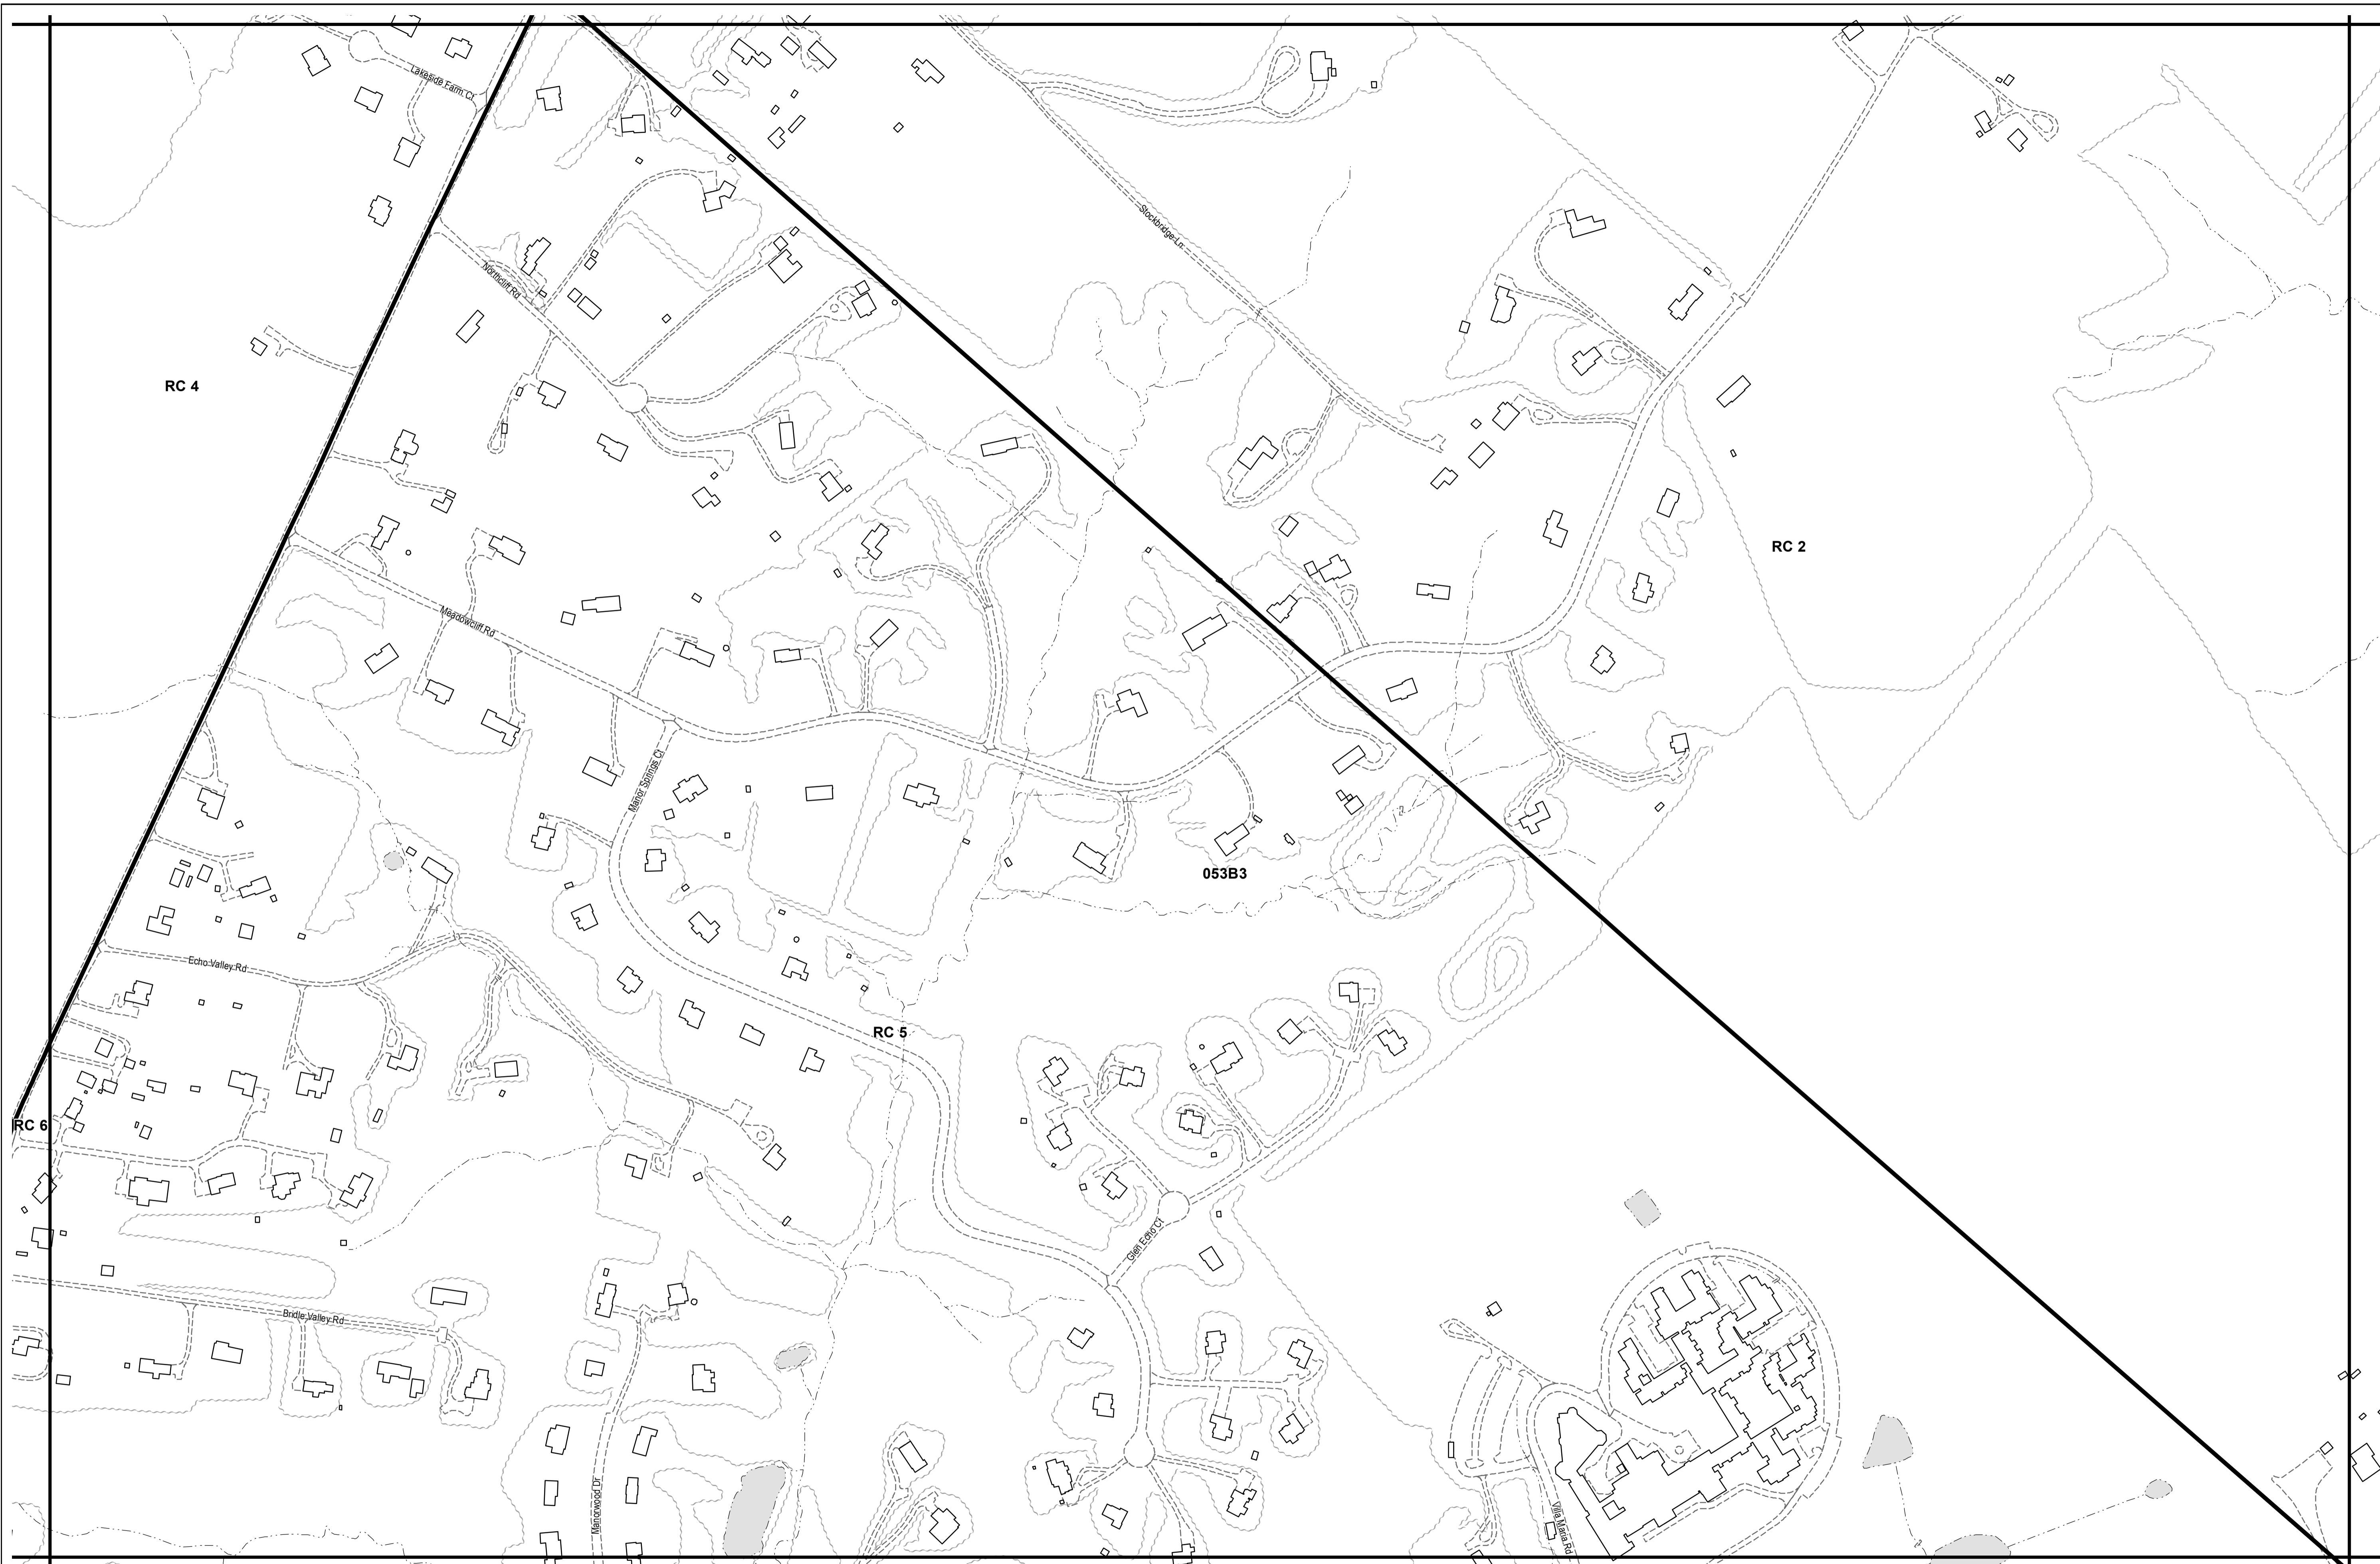 Lakeside Farm Ct
Stockbridge Ln
Northcliff Rd
RC 4
RC 2
Meadowcliff Rd
Manor Springs Ct
053B3
Echo Valley Rd
RC 5
RC 6
Glen Echo Ct
Bridle Valley Rd
Manorwood Dr
Villa Maria Rd